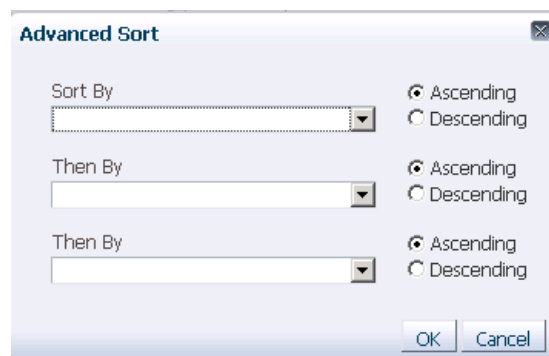 Advanced Sort
Sort By
Ascending
Descending
Then By
Ascending
Descending
Then By
Ascending
Descending
OK Cancel